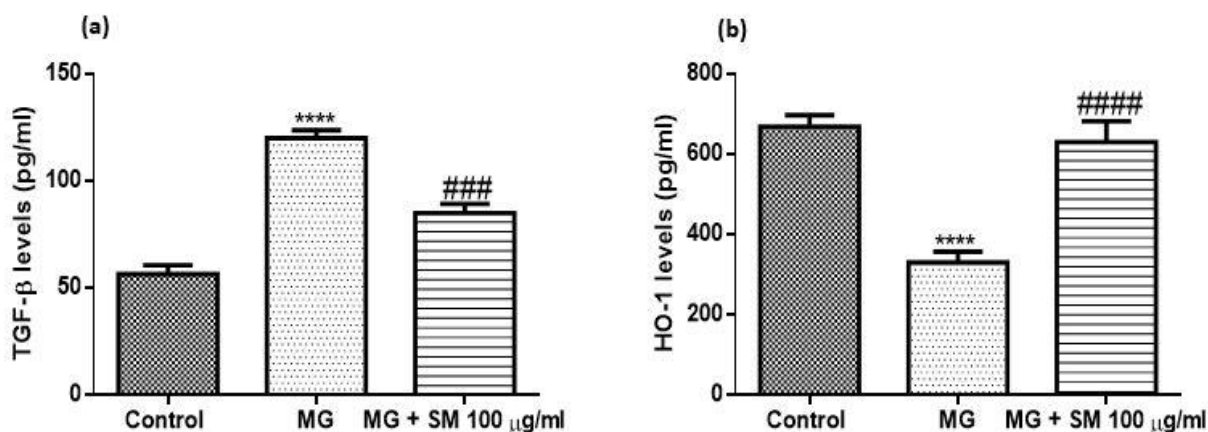 (a)
TGF-β levels (pg/ml)
150
100
50
0
****
###
Control
MG
MG + SM 100 μg/ml
(b)
HO-1 levels (pg/ml)
800
600
400
200
0
****
####
Control
MG
MG + SM 100 μg/ml